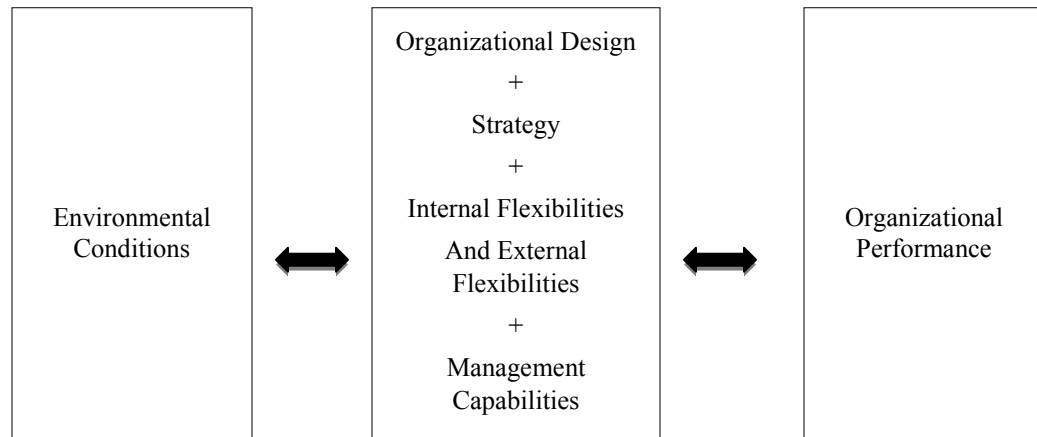 Environmental
Conditions
Organizational Design
+
Strategy
+
Internal Flexibilities
And External
Flexibilities
+
Management
Capabilities
Organizational
Performance